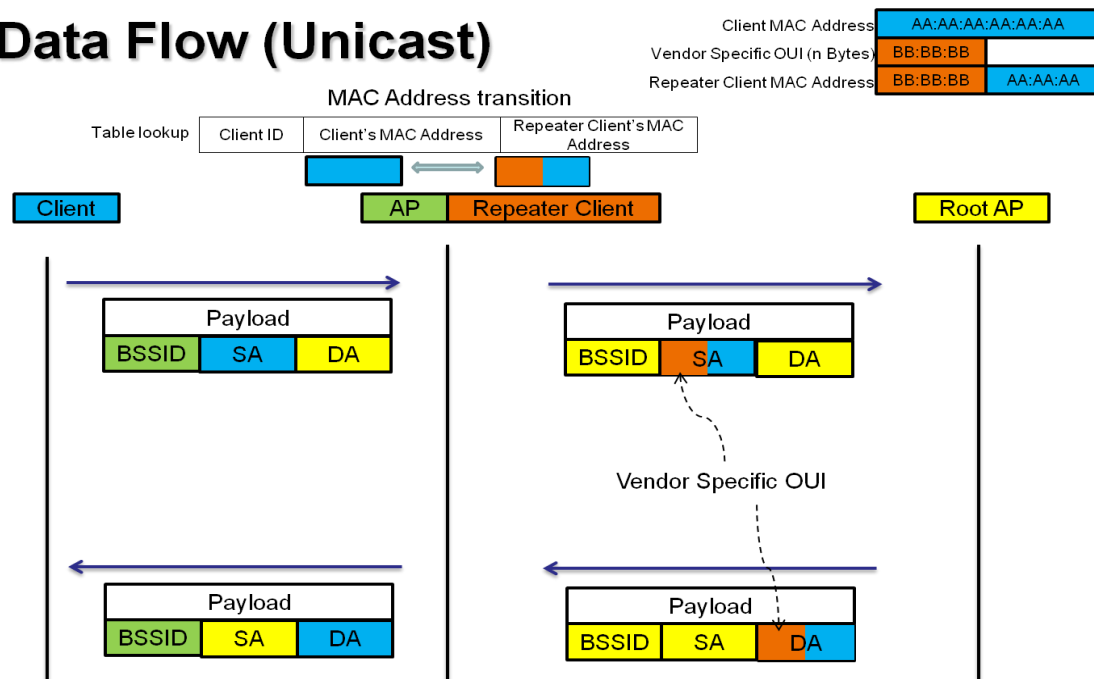 Data Flow (Unicast)
Client MAC Address AA:AA:AA:AA:AA:AA
Vendor Specific OUI (n Bytes) BB:BB:BB
Repeater Client MAC Address BB:BB:BB AA:AA:AA
MAC Address transition
Table lookup Client ID Client's MAC Address Repeater Client's MAC
Address
Client AP Repeater Client Root AP
Payload
BSSID SA DA
Payload
BSSID SA DA
Vendor Specific OUI
Payload
BSSID SA DA
Payload
BSSID SA DA